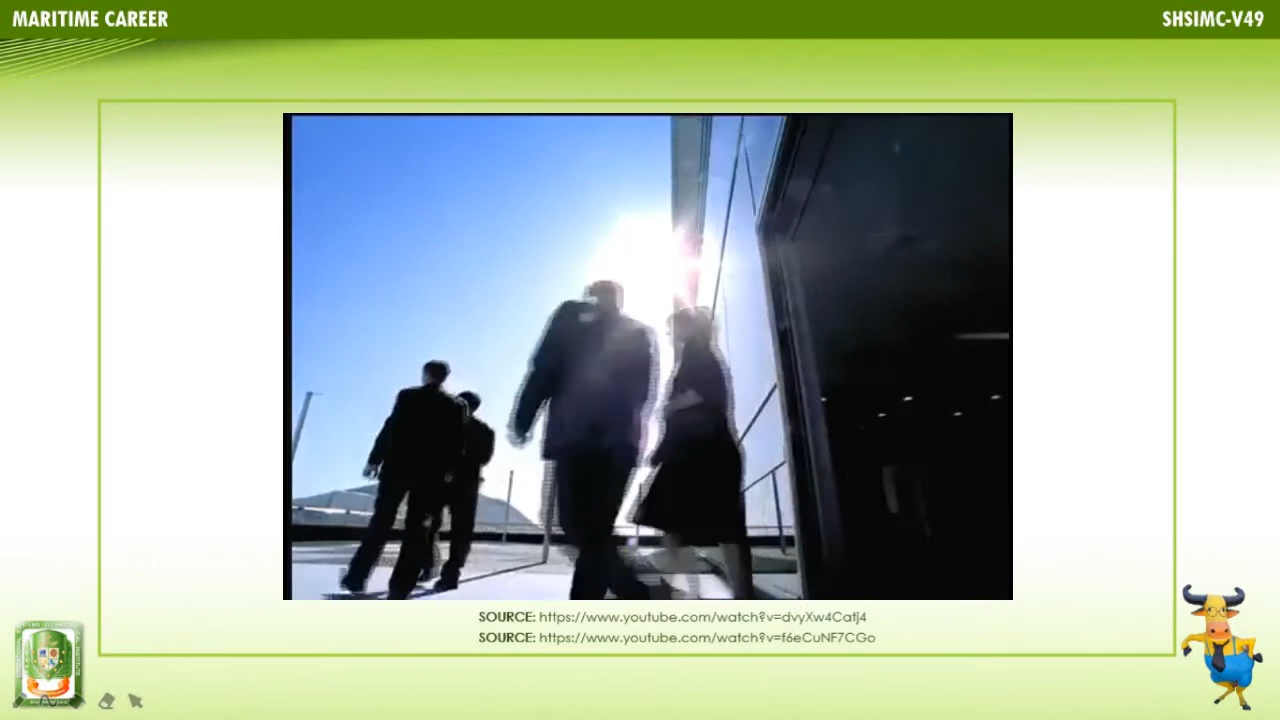 MARITIME CAREER
SHSIMC-V49
SOURCE: https://www.youtube.com/watch?v=dvyXw4Catj4
SOURCE: https://www.youtube.com/watch?v=f6eCuNF7CGo